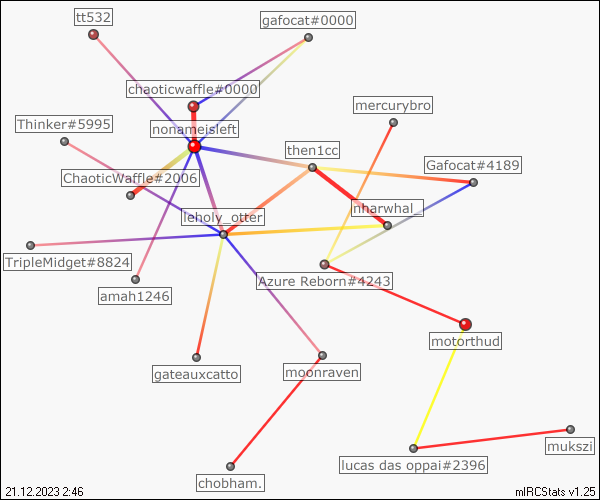 tt532
gafocat#0000
chaoticwaffle#0000
mercurybro
Thinker#5995
nonameisleft
then1cc
Gafocat#4189
ChaoticWaffle#2006
leholy_otter
nharwhal_
TripleMidget#8824
Azure Reborn#4243
amah1246
motorthud
gateauxcatto
moonraven
mukszi
lucas das oppai#2396
chobham.
21.12.2023 2:46
mIRCStats v1.25